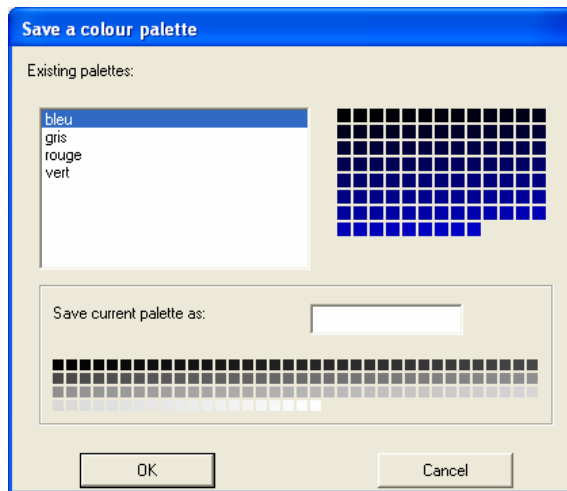 Save a colour palette
Existing palettes:
bleu
gris
rouge
vert
Save current palette as:
OK
Cancel